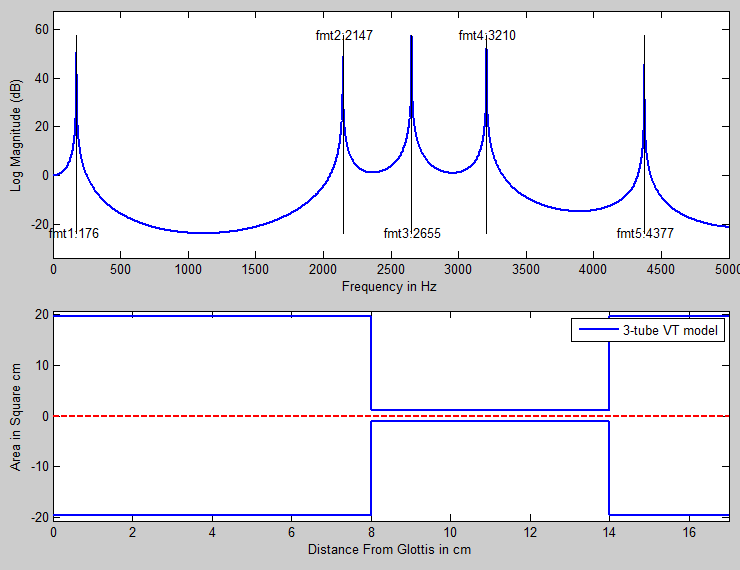 60
fmt2:2147
fmt4:3210
40
20
0
-20
fmt1:176
fmt3:2655
fmt5:4377
Log Magnitude (dB)
0 500 1000 1500 2000 2500 3000 3500 4000 4500 5000
Frequency in Hz
20
3-tube VT model
10
0
-10
-20
Area in Square cm
0 2 4 6 8 10 12 14 16
Distance From Glottis in cm